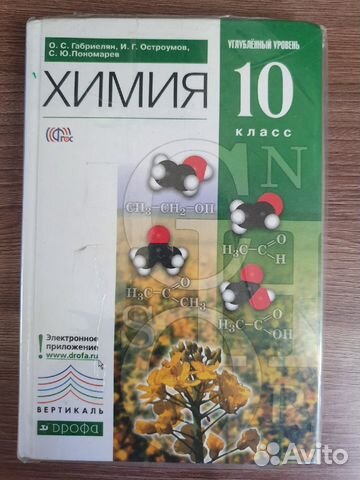 О. С. Габриелян, И. Г. Остроумов,
С. Ю. Пономарев
УГЛУБЛЁННЫЙ УРОВЕНЬ
ХИМИЯ
10
КЛАСС
ФГОС
CH₃—CH₂—OH
H₃C—C
O
H
H₃C—C
O
CH₃
H₃C—C
O
OH
G
N
S
Электронное
! приложение
www.drofa.ru
ВЕРТИКАЛЬ
дрофа
Avito